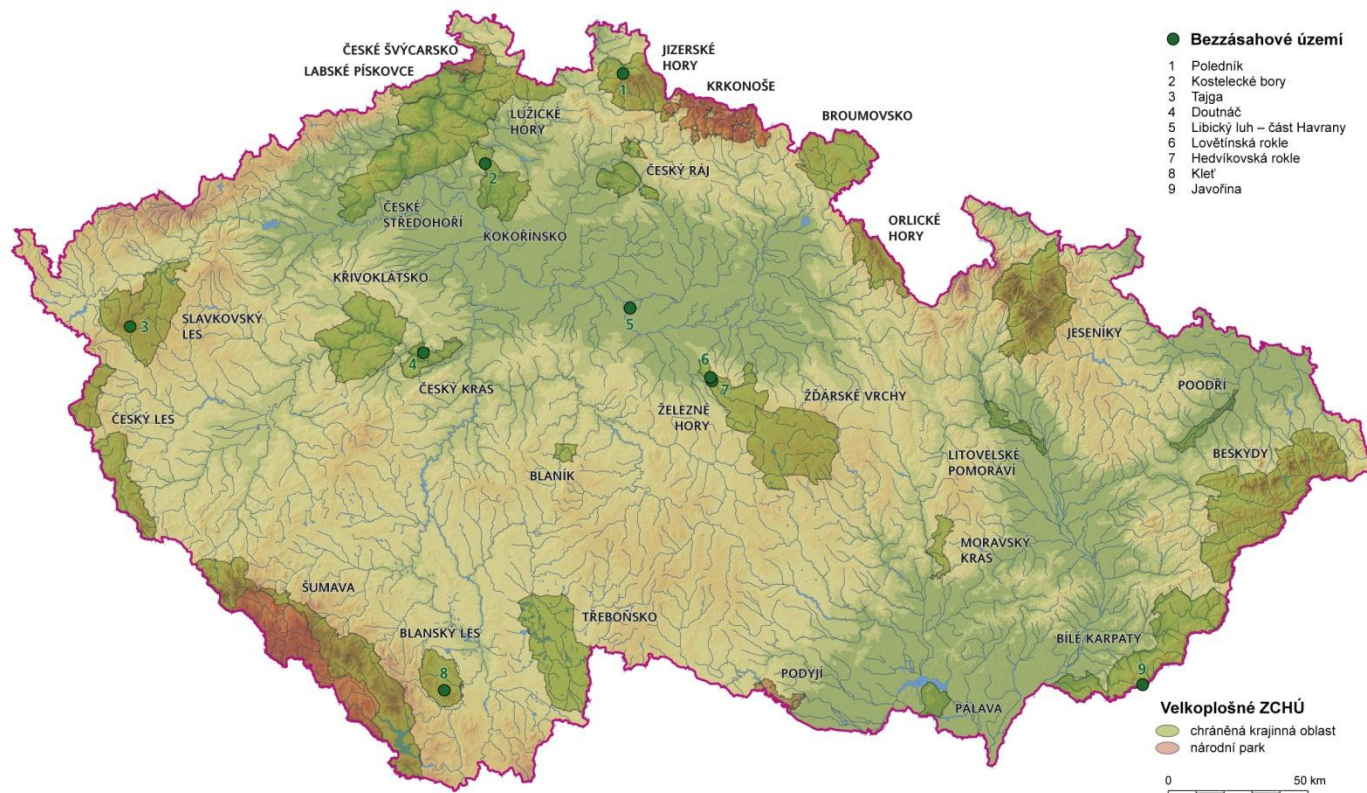 ČESKÉ ŠVÝCARSKO
LABSKÉ PÍSKOVCE
JIZERSKÉ
HORY
1
KRKONOŠE
LUŽICKÉ
HORY
BROUMOVSKO
2
ČESKÝ RÁJ
ČESKÉ
STŘEDOHOŘÍ
KOKOŘÍNSKO
ORLICKÉ
HORY
KŘIVOKLÁTSKO
3
SLAVKOVSKÝ
LES
5
JESENÍKY
4
ČESKÝ KRAS
6
7
ŽELEZNÉ
HORY
ŽĎÁRSKÉ VRCHY
POODŘÍ
ČESKÝ LES
BLANÍK
LITOVELSKÉ
POMORAVÍ
BESKYDY
MORAVSKÝ
KRAS
ŠUMAVA
BLANSKÝ LES
TŘEBOŇSKO
8
PODYJÍ
PÁLAVA
BÍLÉ KARPATY
9
Bezzásahové území
1 Poledník
2 Kostelecké bory
3 Tajga
4 Doutnáč
5 Libický luh – část Havrany
6 Lovětínská rokle
7 Hedvíkovská rokle
8 Kleť
9 Javořina
Velkoplošné ZCHÚ
chráněná krajinná oblast
národní park
0 50 km